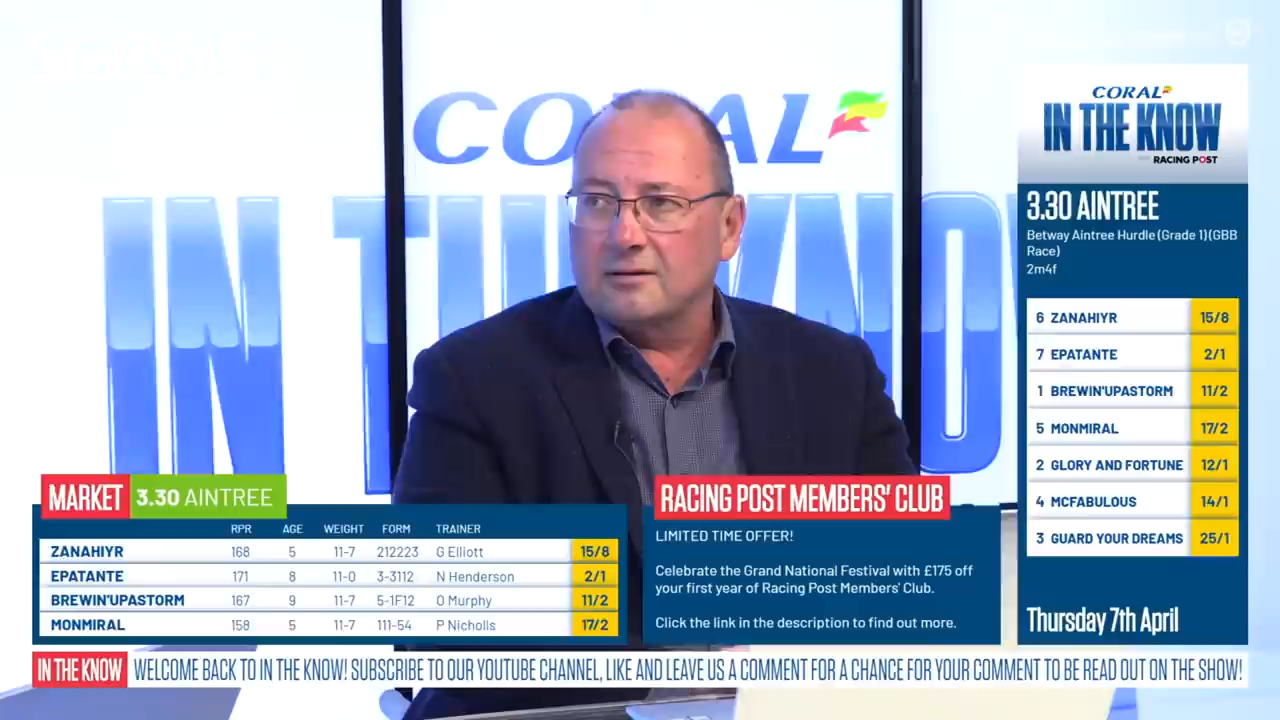 CORAL
IN THE KNOW
CORAL
IN THE KNOW
RACING POST
3.30 AINTREE
Betway Aintree Hurdle (Grade 1) (GBB
Race)
2m4f
6 ZANAHIYR 15/8
7 EPATANTE 2/1
1 BREWIN'UPASTORM 11/2
5 MONMIRAL 17/2
2 GLORY AND FORTUNE 12/1
4 MCFABULOUS 14/1
3 GUARD YOUR DREAMS 25/1
Thursday 7th April
MARKET 3.30 AINTREE
RPR AGE WEIGHT FORM TRAINER
ZANAHIYR 168 5 11-7 212223 G Elliott 15/8
EPATANTE 171 8 11-0 3-3112 N Henderson 2/1
BREWIN'UPASTORM 167 9 11-7 5-1F12 O Murphy 11/2
MONMIRAL 158 5 11-7 111-54 P Nicholls 17/2
RACING POST MEMBERS' CLUB
LIMITED TIME OFFER!
Celebrate the Grand National Festival with £175 off
your first year of Racing Post Members' Club.
Click the link in the description to find out more.
IN THE KNOW WELCOME BACK TO IN THE KNOW! SUBSCRIBE TO OUR YOUTUBE CHANNEL, LIKE AND LEAVE US A COMMENT FOR A CHANCE FOR YOUR COMMENT TO BE READ OUT ON THE SHOW!